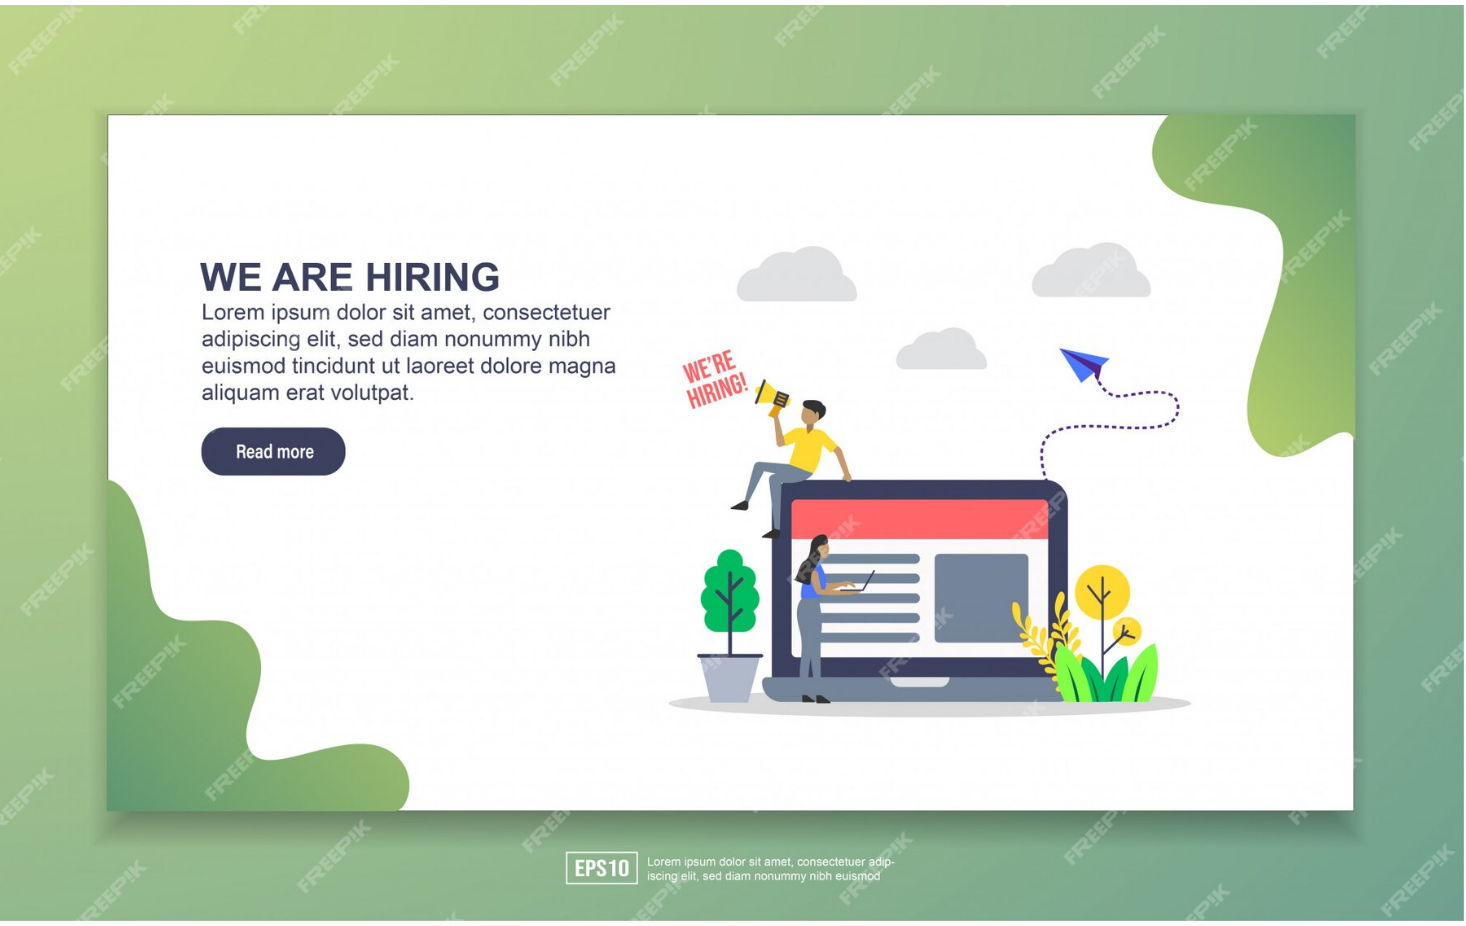 WE ARE HIRING
Lorem ipsum dolor sit amet, consectetuer
adipiscing elit, sed diam nonummy nibh
euismod tincidunt ut laoreet dolore magna
aliquam erat volutpat.
Read more
WE'RE
HIRING!
EPS10
Lorem ipsum dolor sit amet, consectetuer adip-
iscing elit, sed diam nonummy nibh euismod
FREEPIK